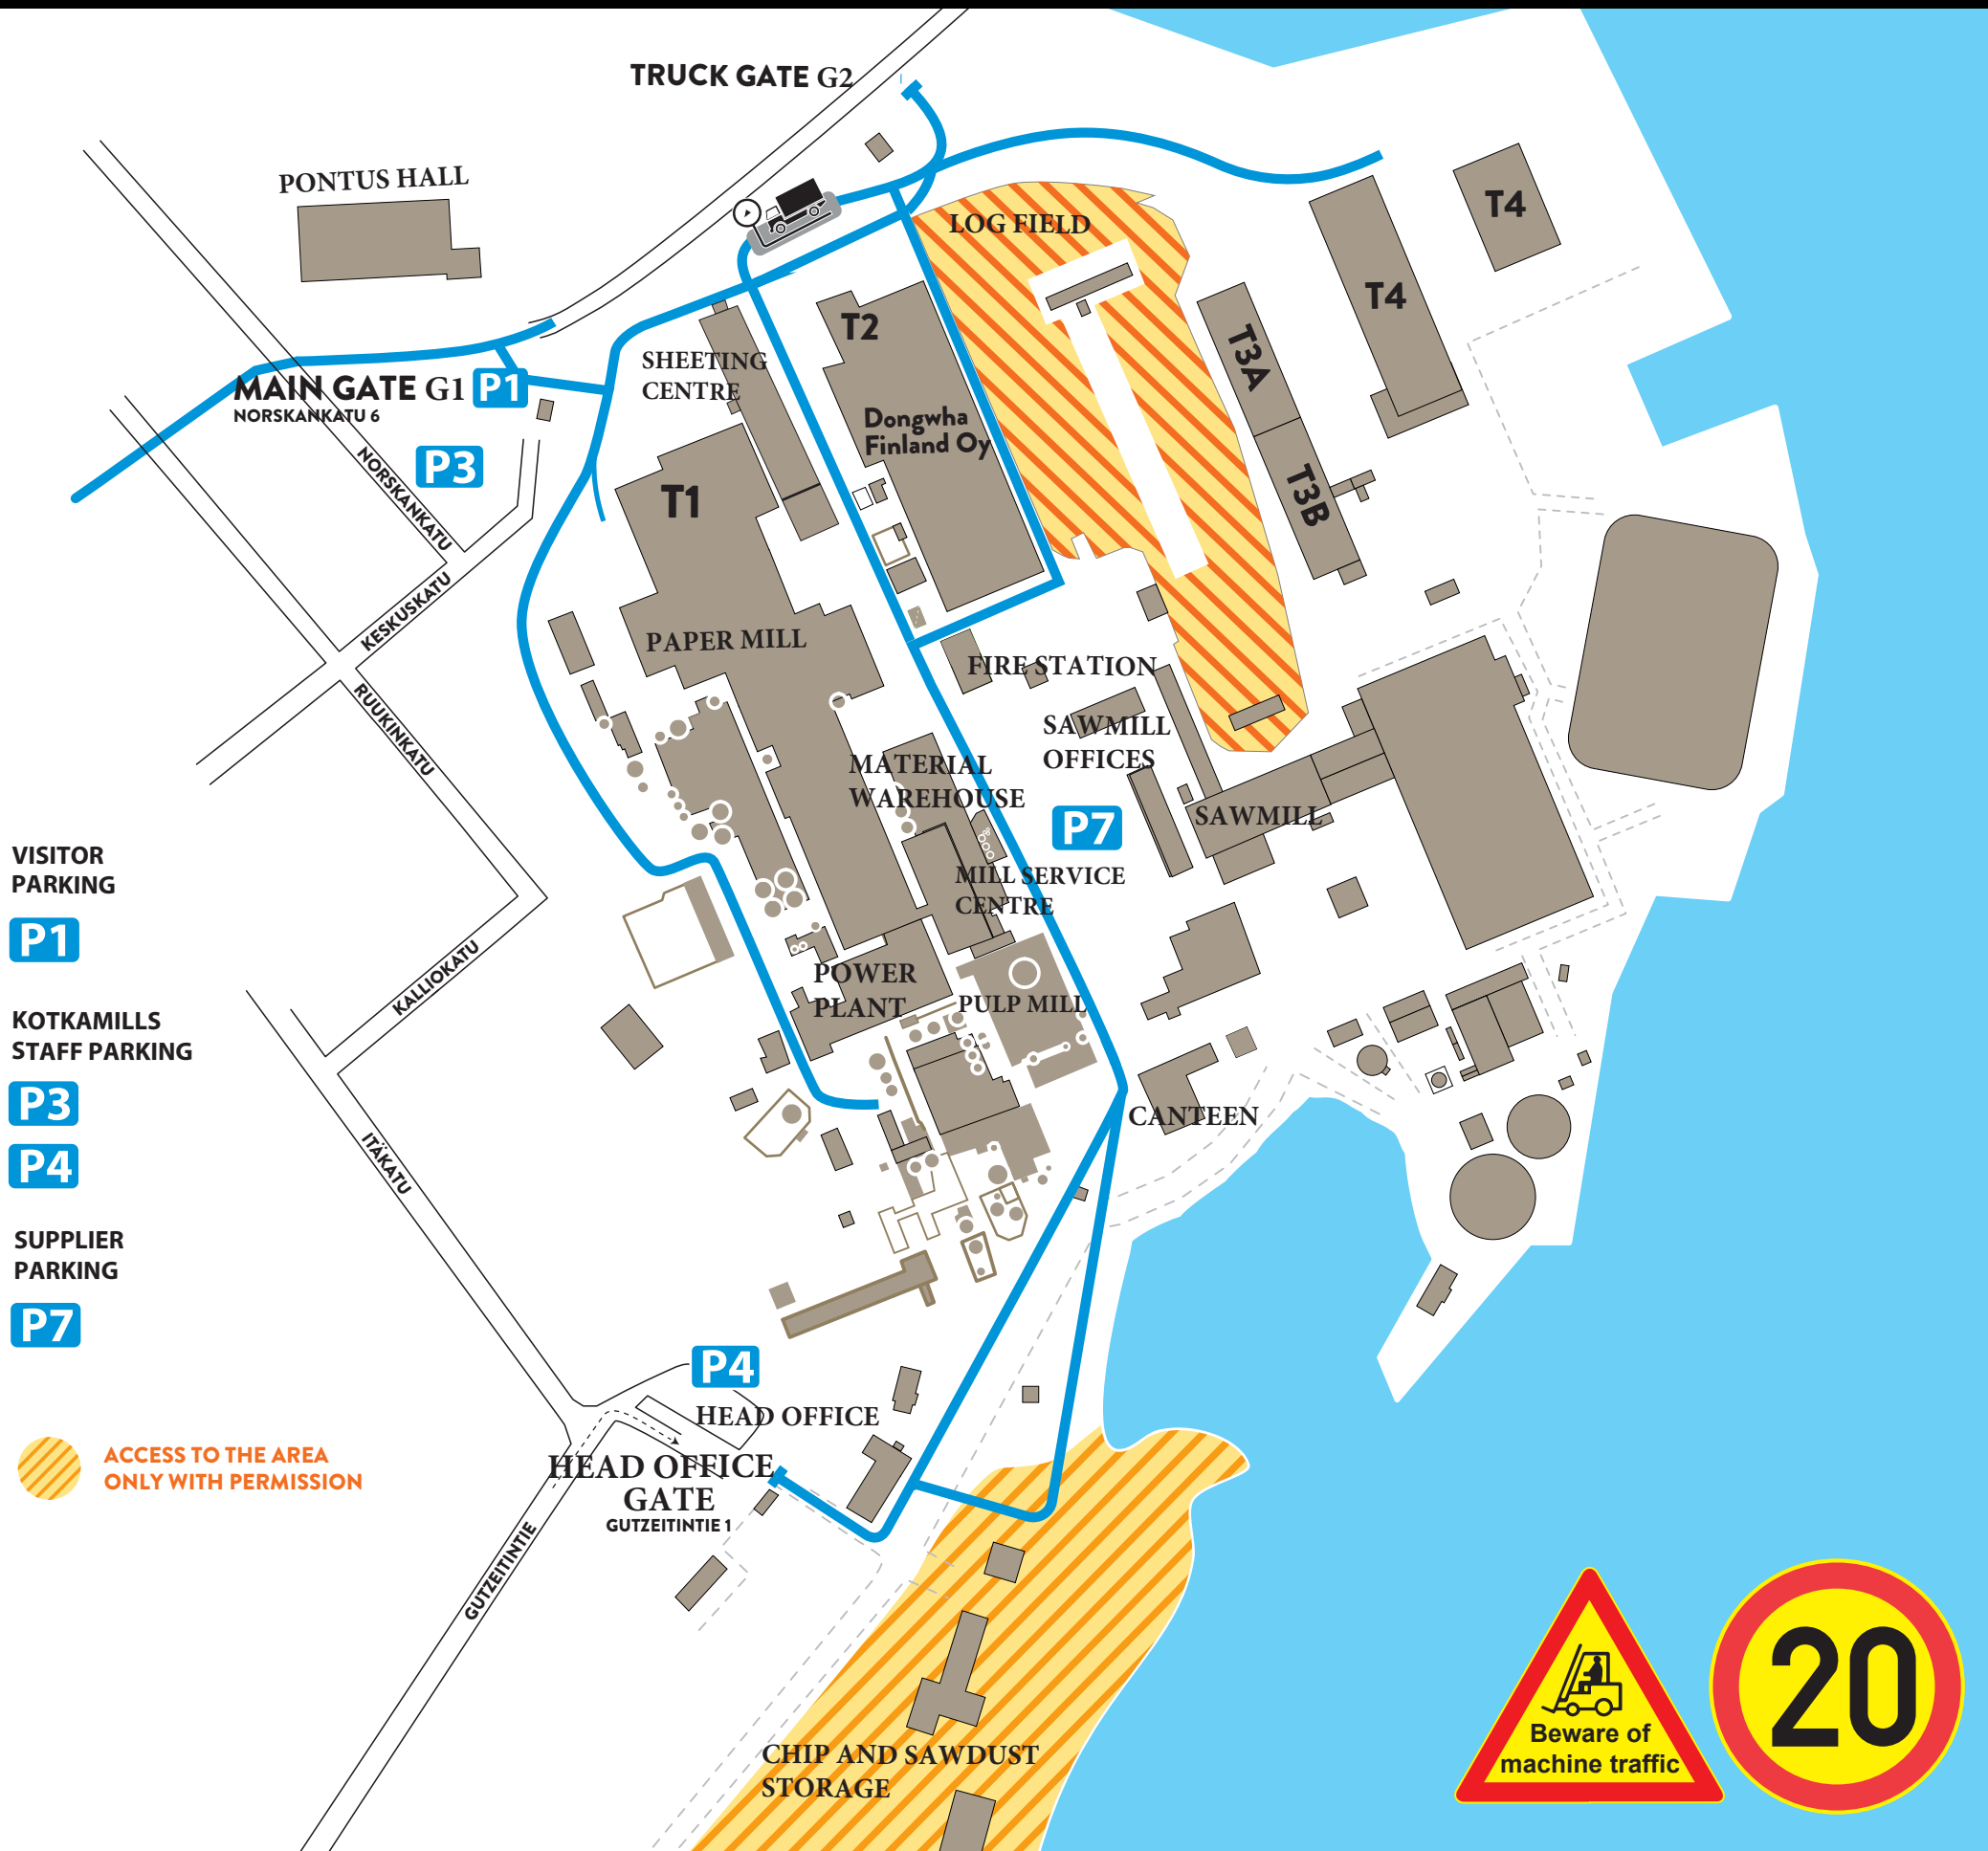 TRUCK GATE G2
PONTUS HALL
LOG FIELD
T4
T4
T2
SHEETING
CENTRE
T3A
MAIN GATE G1 P1
NORSKANKATU 6
Dongwha
Finland Oy
P3
NORSKANKATU
T1
T3B
KESKUSKATU
PAPER MILL
FIRE STATION
RUUKINKATU
SAWMILL
OFFICES
MATERIAL
WAREHOUSE
P7
SAWMILL
VISITOR
PARKING
P1
MILL SERVICE
CENTRE
KALLIOKATU
POWER
PLANT
PULP MILL
KOTKAMILLS
STAFF PARKING
P3
P4
CANTEEN
ITÄKATU
SUPPLIER
PARKING
P7
P4
HEAD OFFICE
HEAD OFFICE
GATE
GUTZEITINTIE 1
ACCESS TO THE AREA
ONLY WITH PERMISSION
GUTZEITINTIE
CHIP AND SAWDUST
STORAGE
Beware of
machine traffic
20